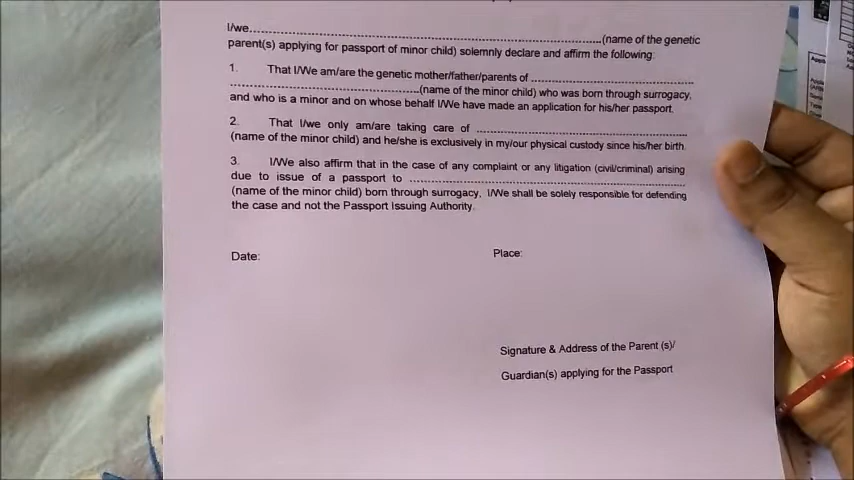 I/we..........................................................................................(name of the genetic
parent(s) applying for passport of minor child) solemnly declare and affirm the following:
1. That I/We am/are the genetic mother/father/parents of ..........................................
.................................................(name of the minor child) who was born through surrogacy,
and who is a minor and on whose behalf I/We have made an application for his/her passport.
2. That I/we only am/are taking care of .......................................................
(name of the minor child) and he/she is exclusively in my/our physical custody since his/her birth.
3. I/We also affirm that in the case of any complaint or any litigation (civil/criminal) arising
due to issue of a passport to .......................................................................
(name of the minor child) born through surrogacy, I/We shall be solely responsible for defending
the case and not the Passport Issuing Authority.
Date: Place:
Signature & Address of the Parent (s)/
Guardian(s) applying for the Passport